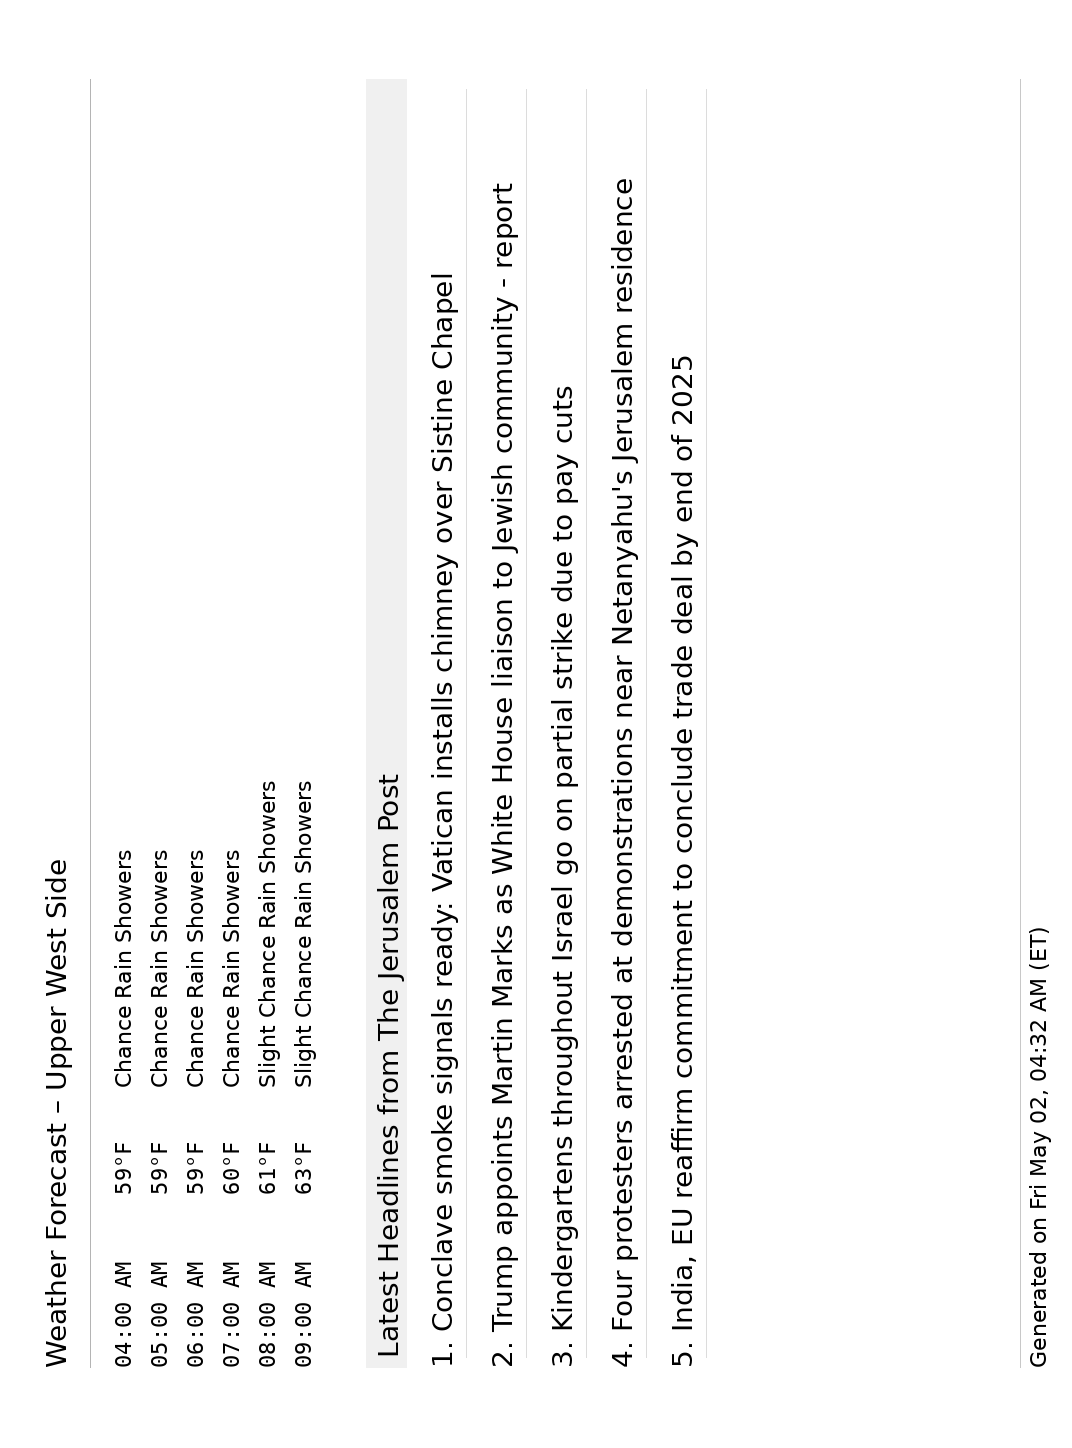 Weather Forecast – Upper West Side
04:00 AM 59°F Chance Rain Showers
05:00 AM 59°F Chance Rain Showers
06:00 AM 59°F Chance Rain Showers
07:00 AM 60°F Chance Rain Showers
08:00 AM 61°F Slight Chance Rain Showers
09:00 AM 63°F Slight Chance Rain Showers
Latest Headlines from The Jerusalem Post
1. Conclave smoke signals ready: Vatican installs chimney over Sistine Chapel
2. Trump appoints Martin Marks as White House liaison to Jewish community - report
3. Kindergartens throughout Israel go on partial strike due to pay cuts
4. Four protesters arrested at demonstrations near Netanyahu's Jerusalem residence
5. India, EU reaffirm commitment to conclude trade deal by end of 2025
Generated on Fri May 02, 04:32 AM (ET)